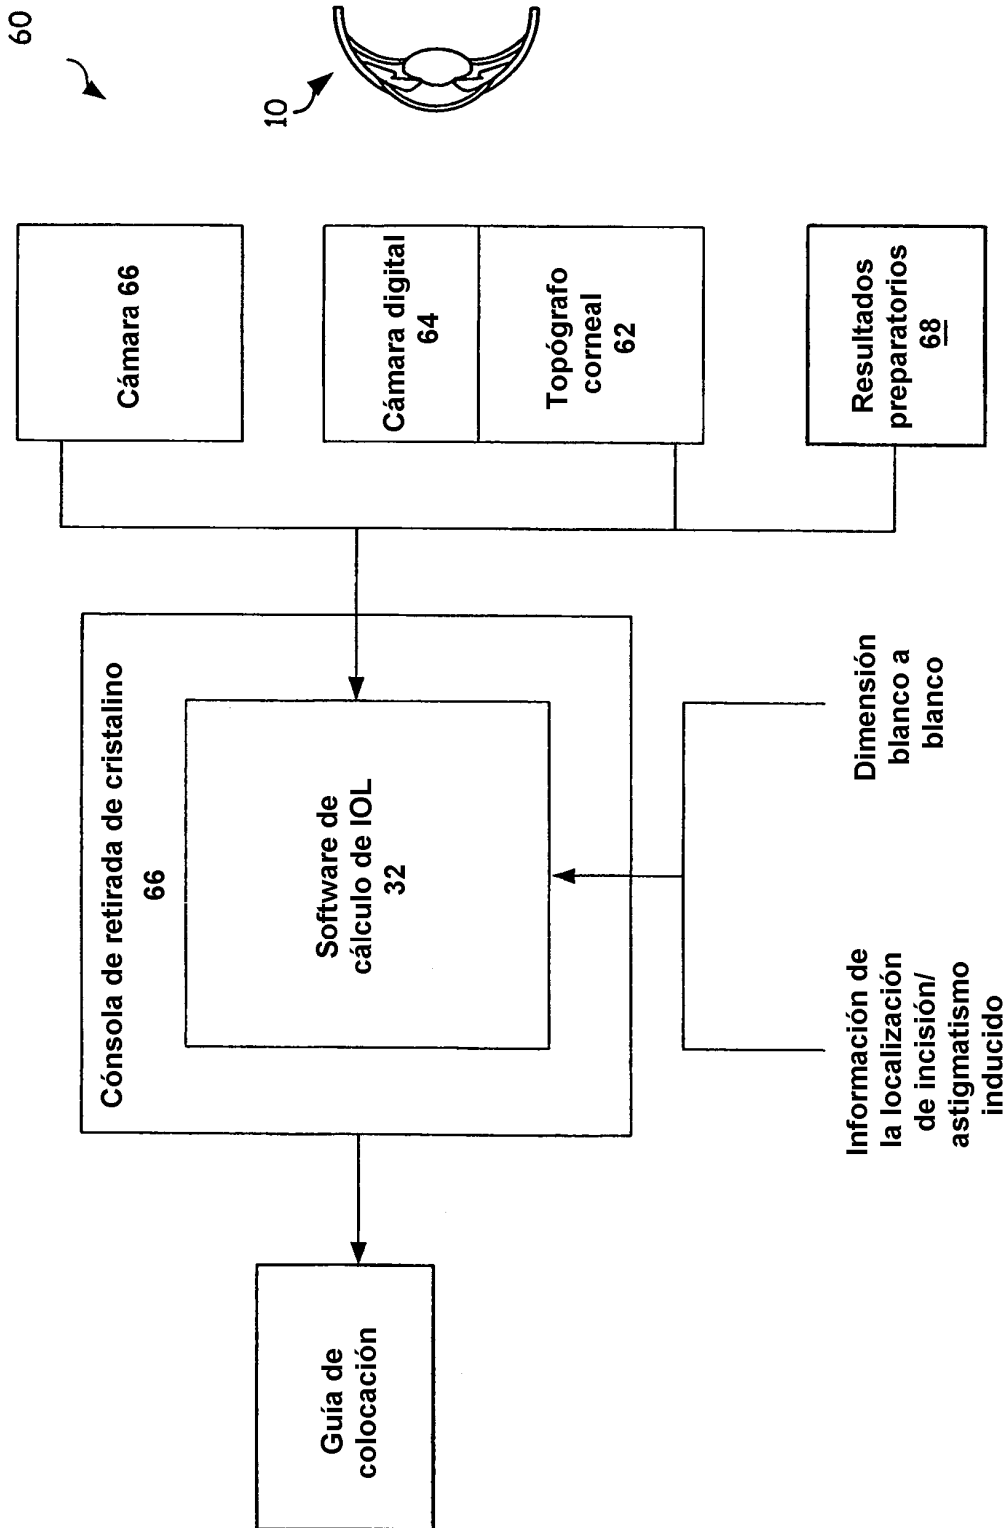 60
10
Guía de
colocación
Cónsola de retirada de cristalino
66
Software de
cálculo de IOL
32
Cámara 66
Cámara digital
64
Topógrafo
corneal
62
Resultados
preparatorios
68
Información de
la localización
de incisión/
astigmatismo
inducido
Dimensión
blanco a
blanco